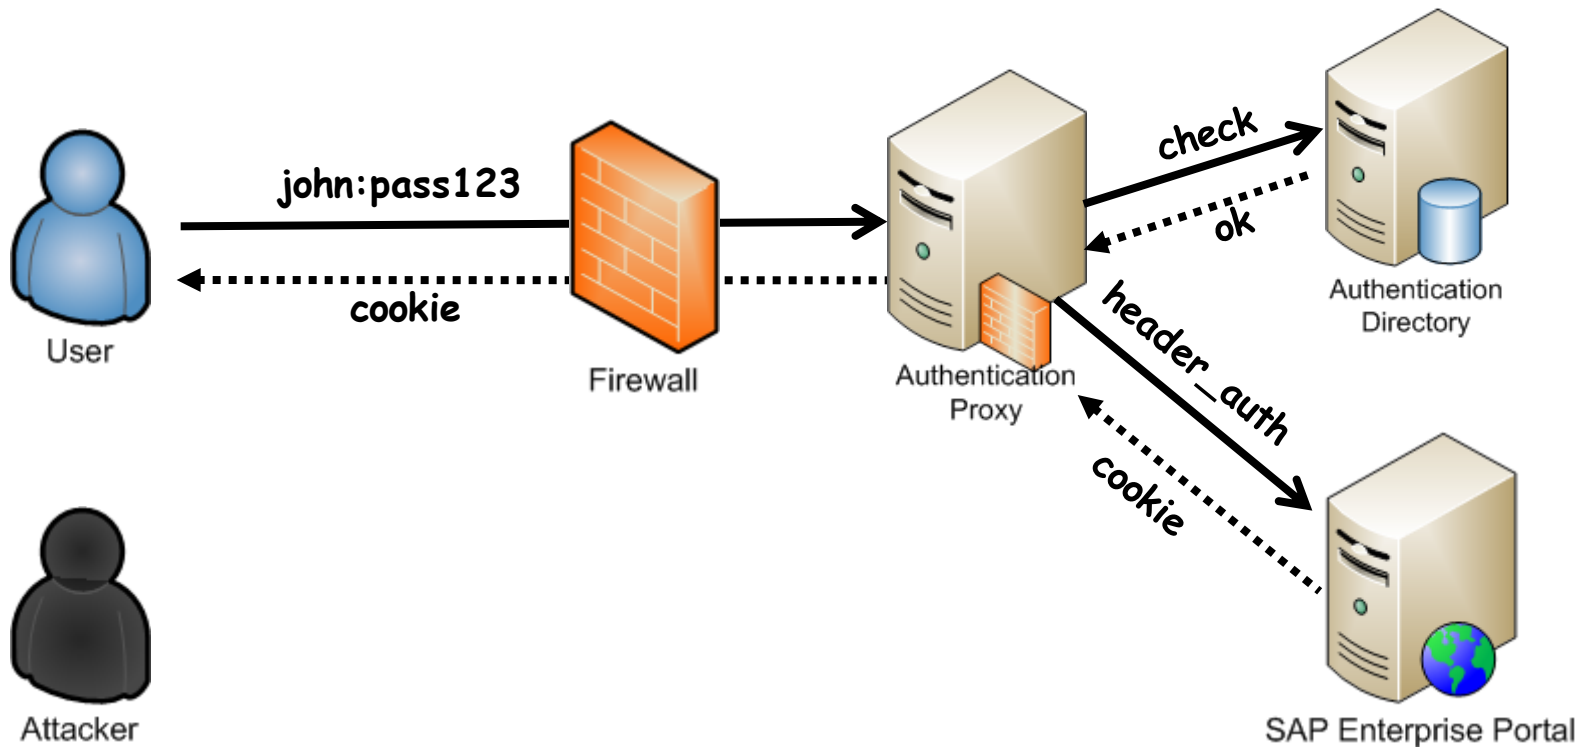 john:pass123
cookie
User
Firewall
Authentication
Proxy
check
ok
Authentication
Directory
header_auth
cookie
Attacker
SAP Enterprise Portal